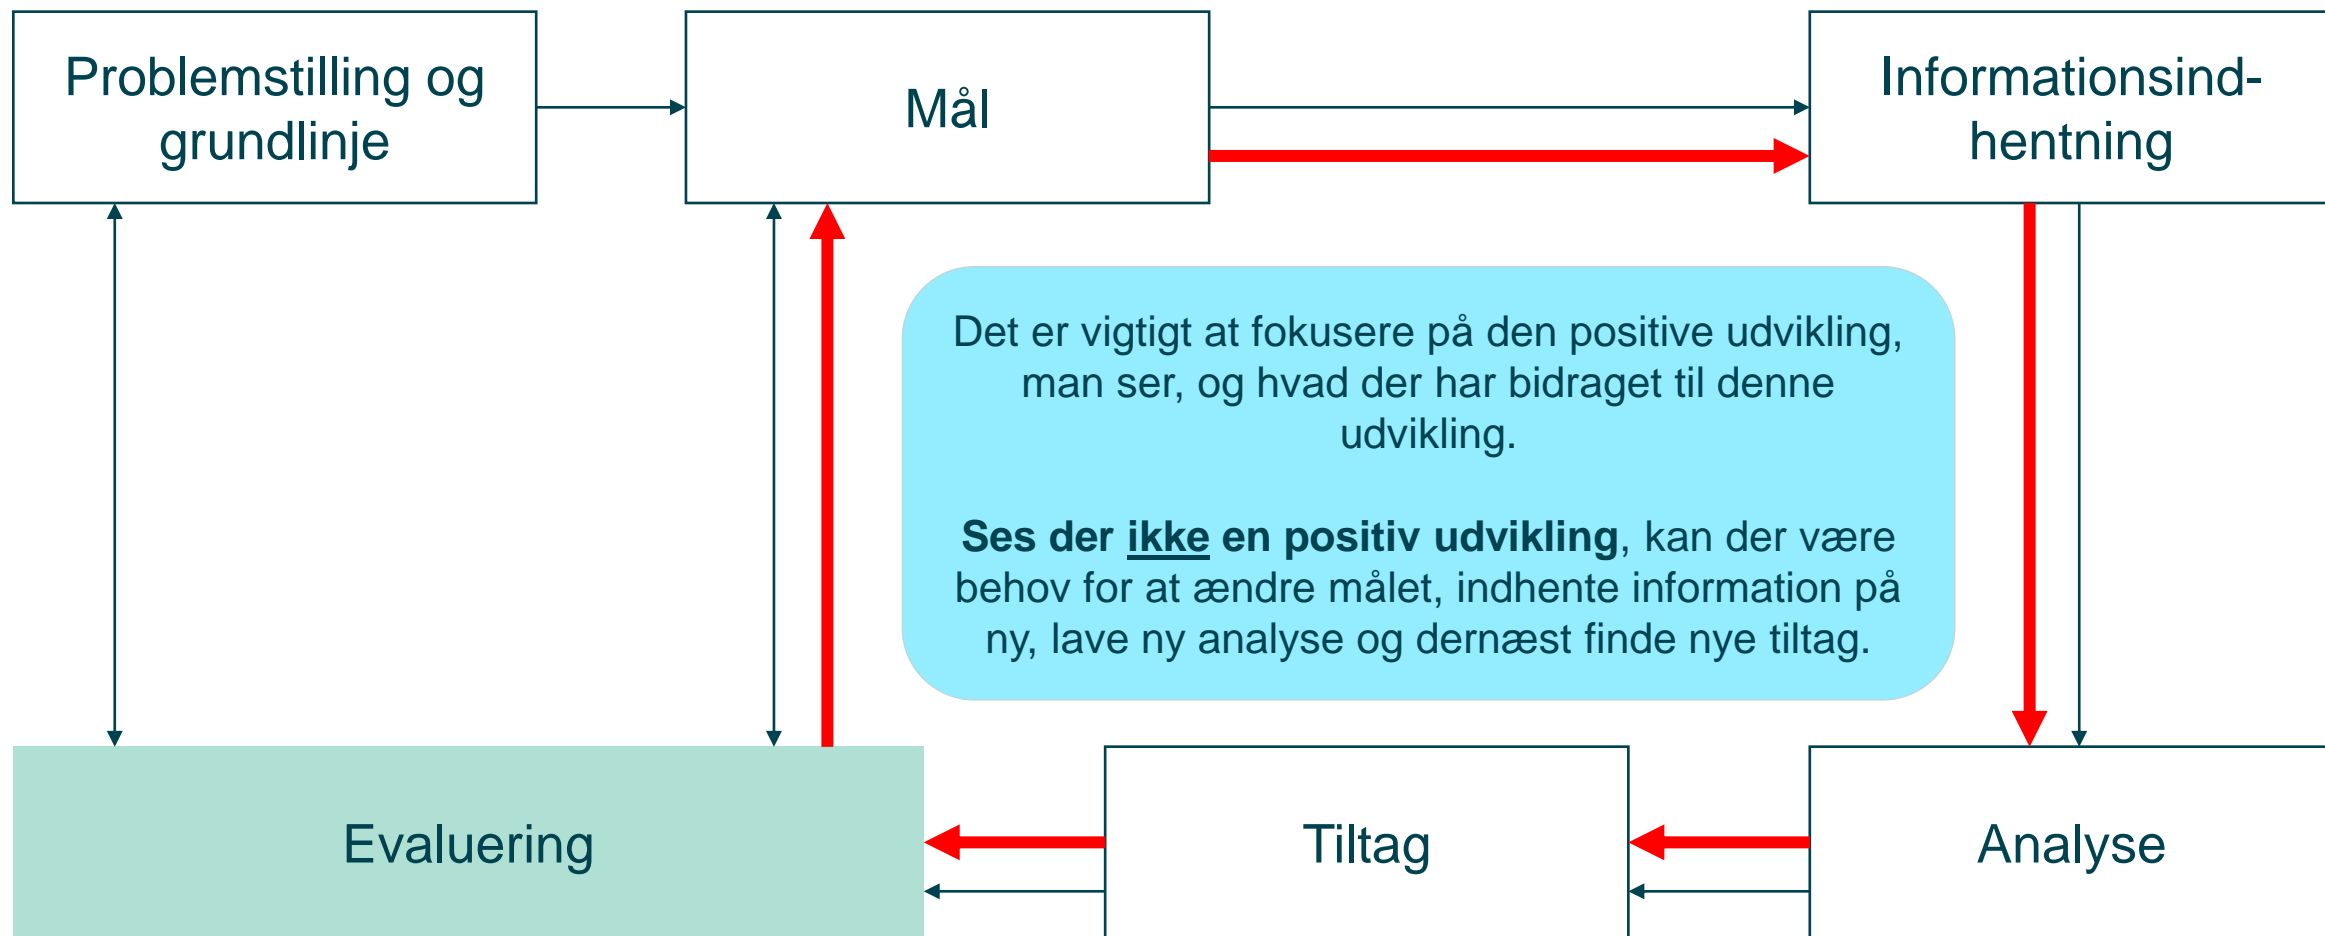 Problemstilling og
grundlinje
Mål
Informationsind-
hentning
Det er vigtigt at fokusere på den positive udvikling,
man ser, og hvad der har bidraget til denne
udvikling.
Ses der ikke en positiv udvikling, kan der være
behov for at ændre målet, indhente information på
ny, lave ny analyse og dernæst finde nye tiltag.
Evaluering
Tiltag
Analyse